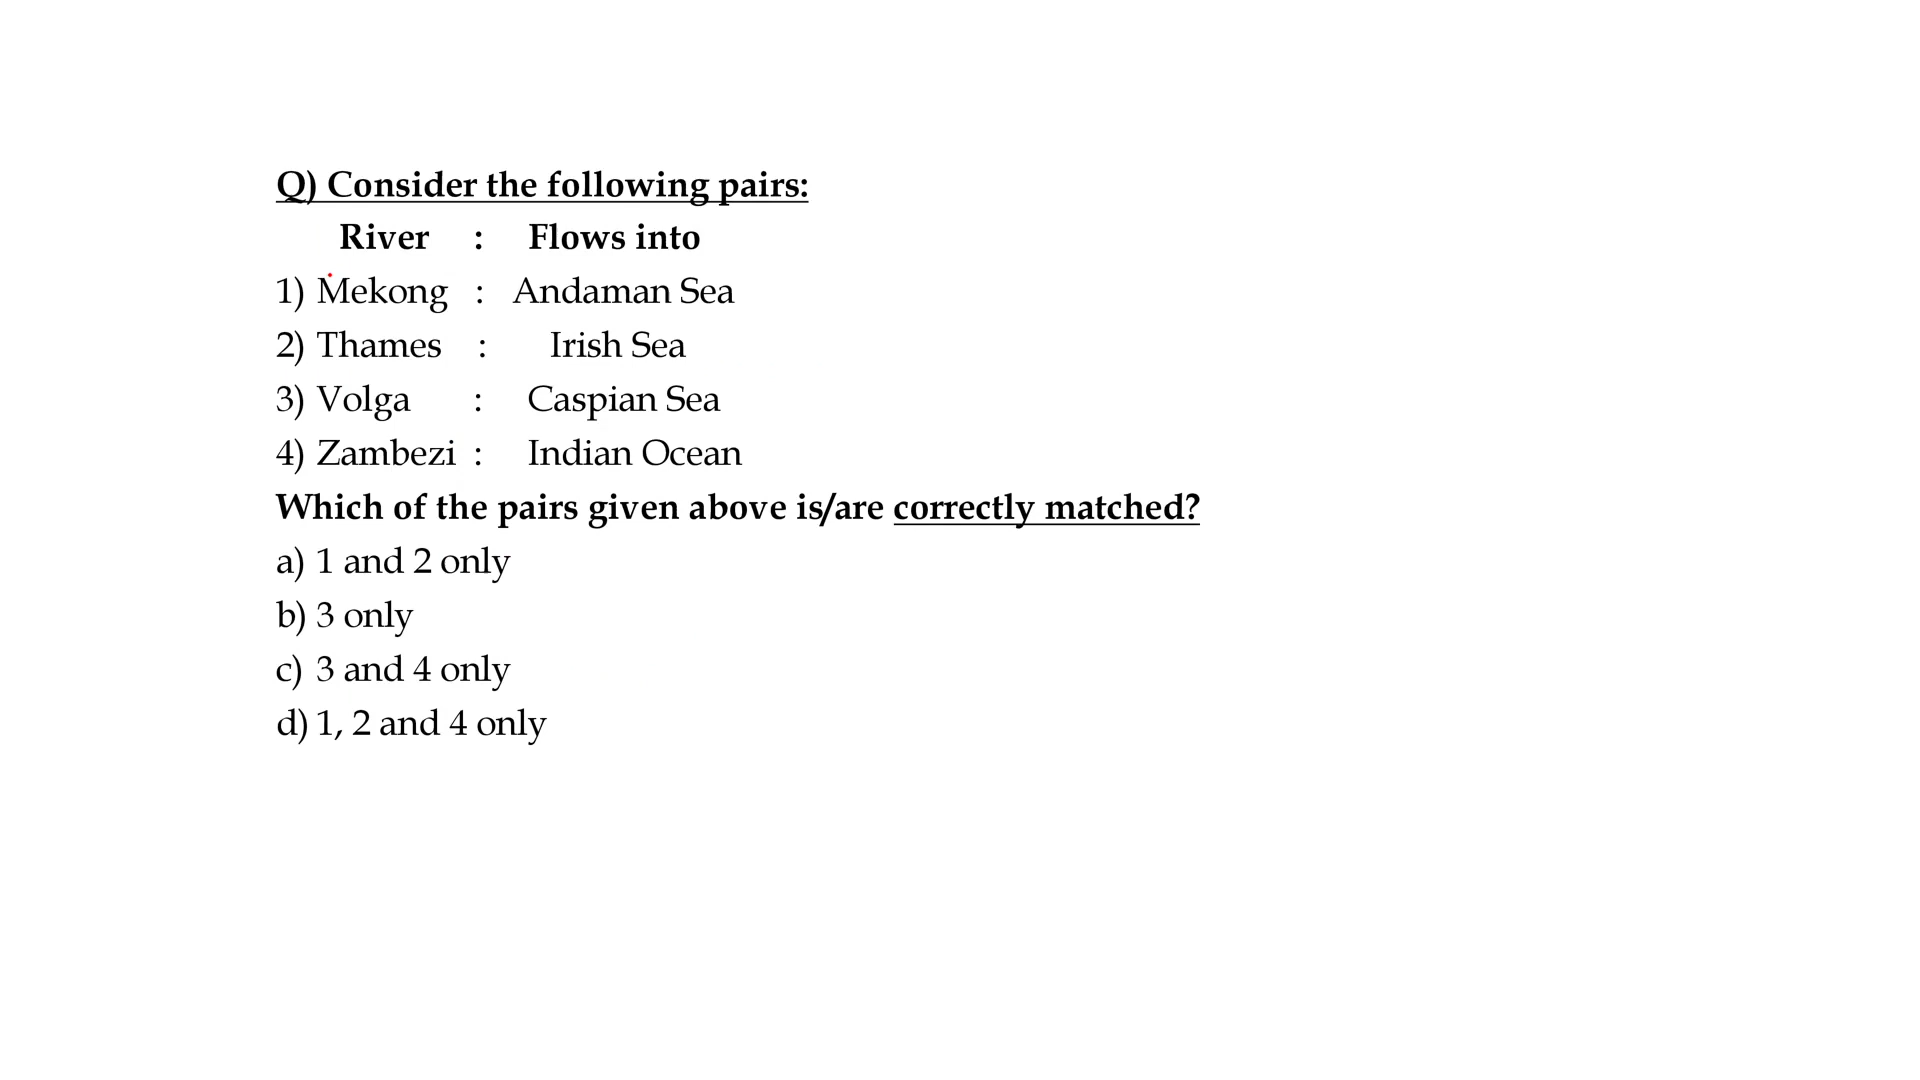 Q) Consider the following pairs:
River : Flows into
1) Mekong : Andaman Sea
2) Thames : Irish Sea
3) Volga : Caspian Sea
4) Zambezi : Indian Ocean
Which of the pairs given above is/are correctly matched?
a) 1 and 2 only
b) 3 only
c) 3 and 4 only
d) 1, 2 and 4 only